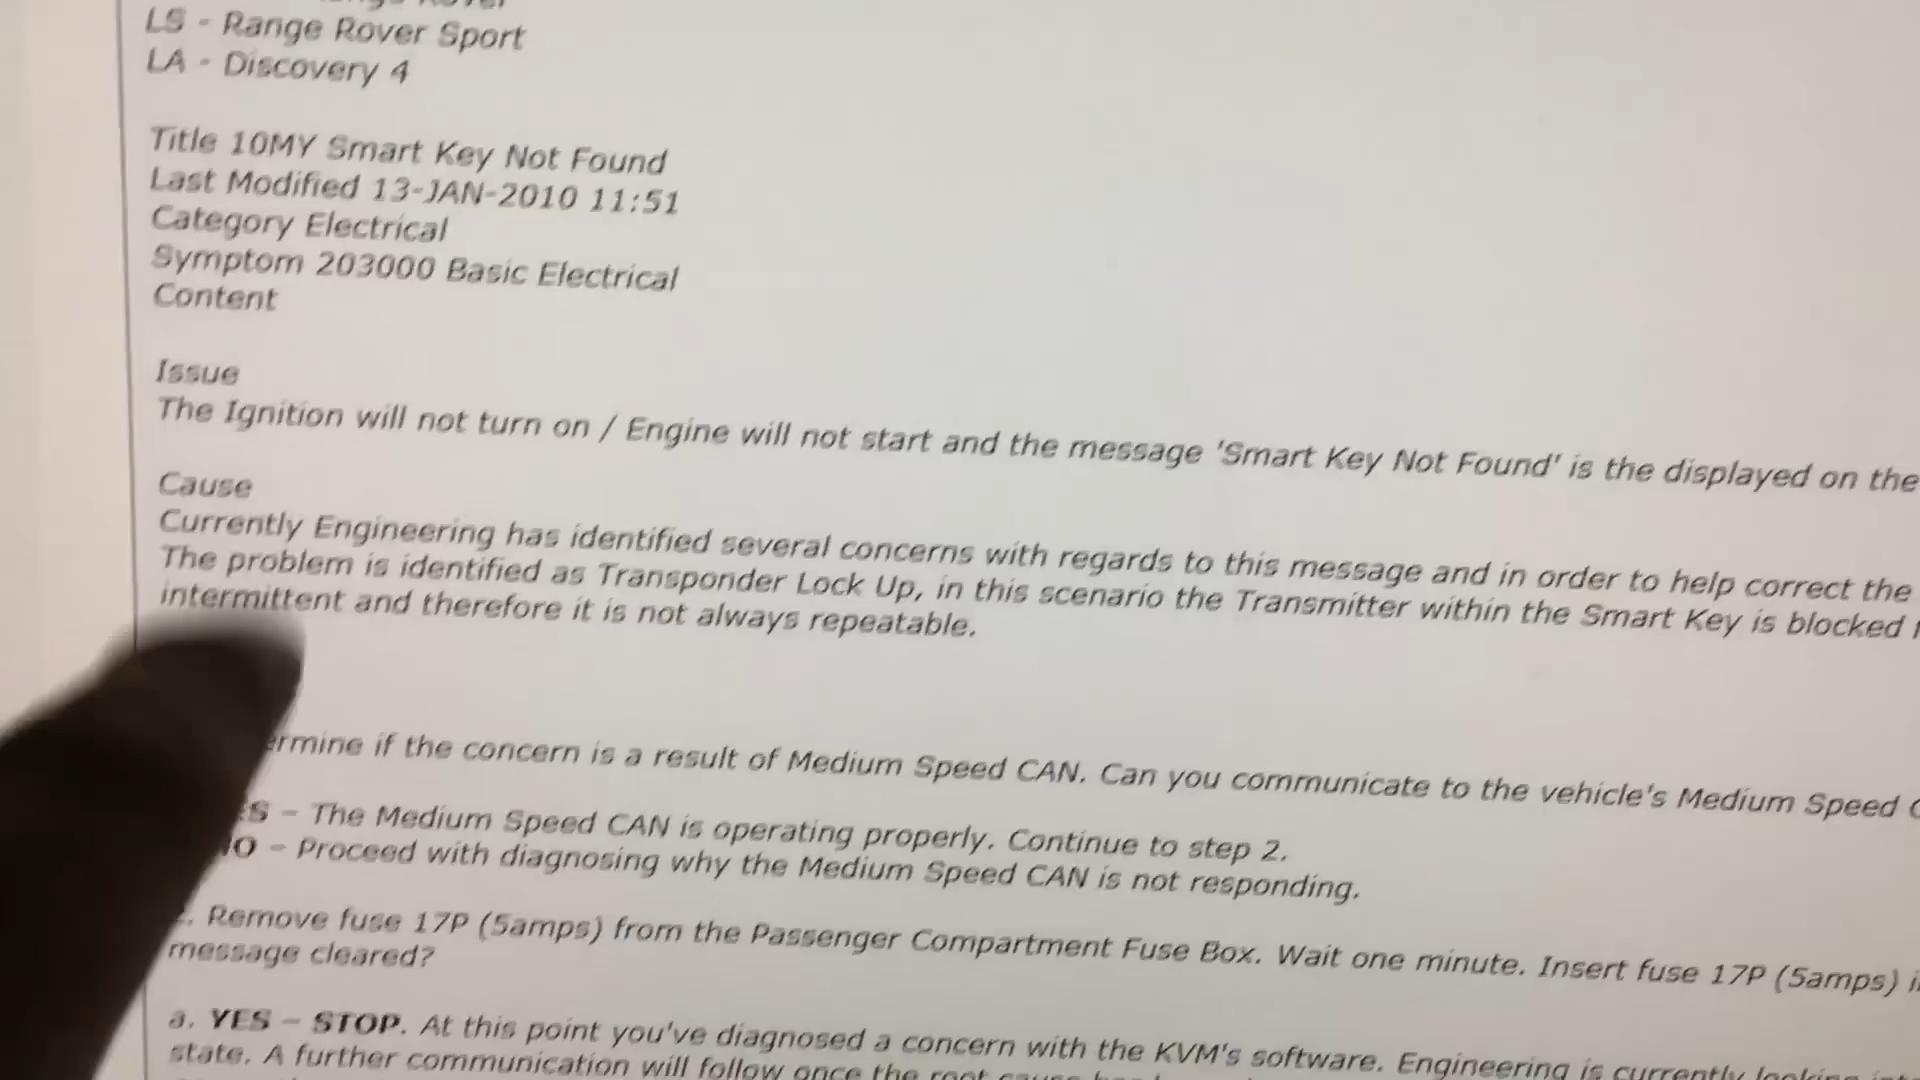 LS - Range Rover Sport
LA - Discovery 4
Title 10MY Smart Key Not Found
Last Modified 13-JAN-2010 11:51
Category Electrical
Symptom 203000 Basic Electrical
Content
Issue
The Ignition will not turn on / Engine will not start and the message 'Smart Key Not Found' is the displayed on the
Cause
Currently Engineering has identified several concerns with regards to this message and in order to help correct the
The problem is identified as Transponder Lock Up, in this scenario the Transmitter within the Smart Key is blocked
intermittent and therefore it is not always repeatable.
ermine if the concern is a result of Medium Speed CAN. Can you communicate to the vehicle's Medium Speed
ES – The Medium Speed CAN is operating properly. Continue to step 2.
NO – Proceed with diagnosing why the Medium Speed CAN is not responding.
2. Remove fuse 17P (5amps) from the Passenger Compartment Fuse Box. Wait one minute. Insert fuse 17P (5amps)
message cleared?
a. YES – STOP. At this point you've diagnosed a concern with the KVM's software. Engineering is currently looking
state. A further communication will follow once the root cause